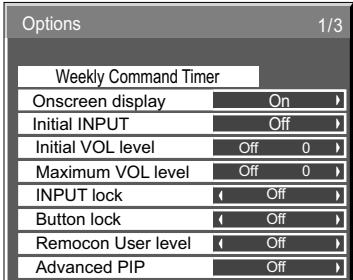 Options 1/3
Weekly Command Timer
Onscreen display On
Initial INPUT Off
Initial VOL level Off 0
Maximum VOL level Off 0
INPUT lock Off
Button lock Off
Remocon User level Off
Advanced PIP Off